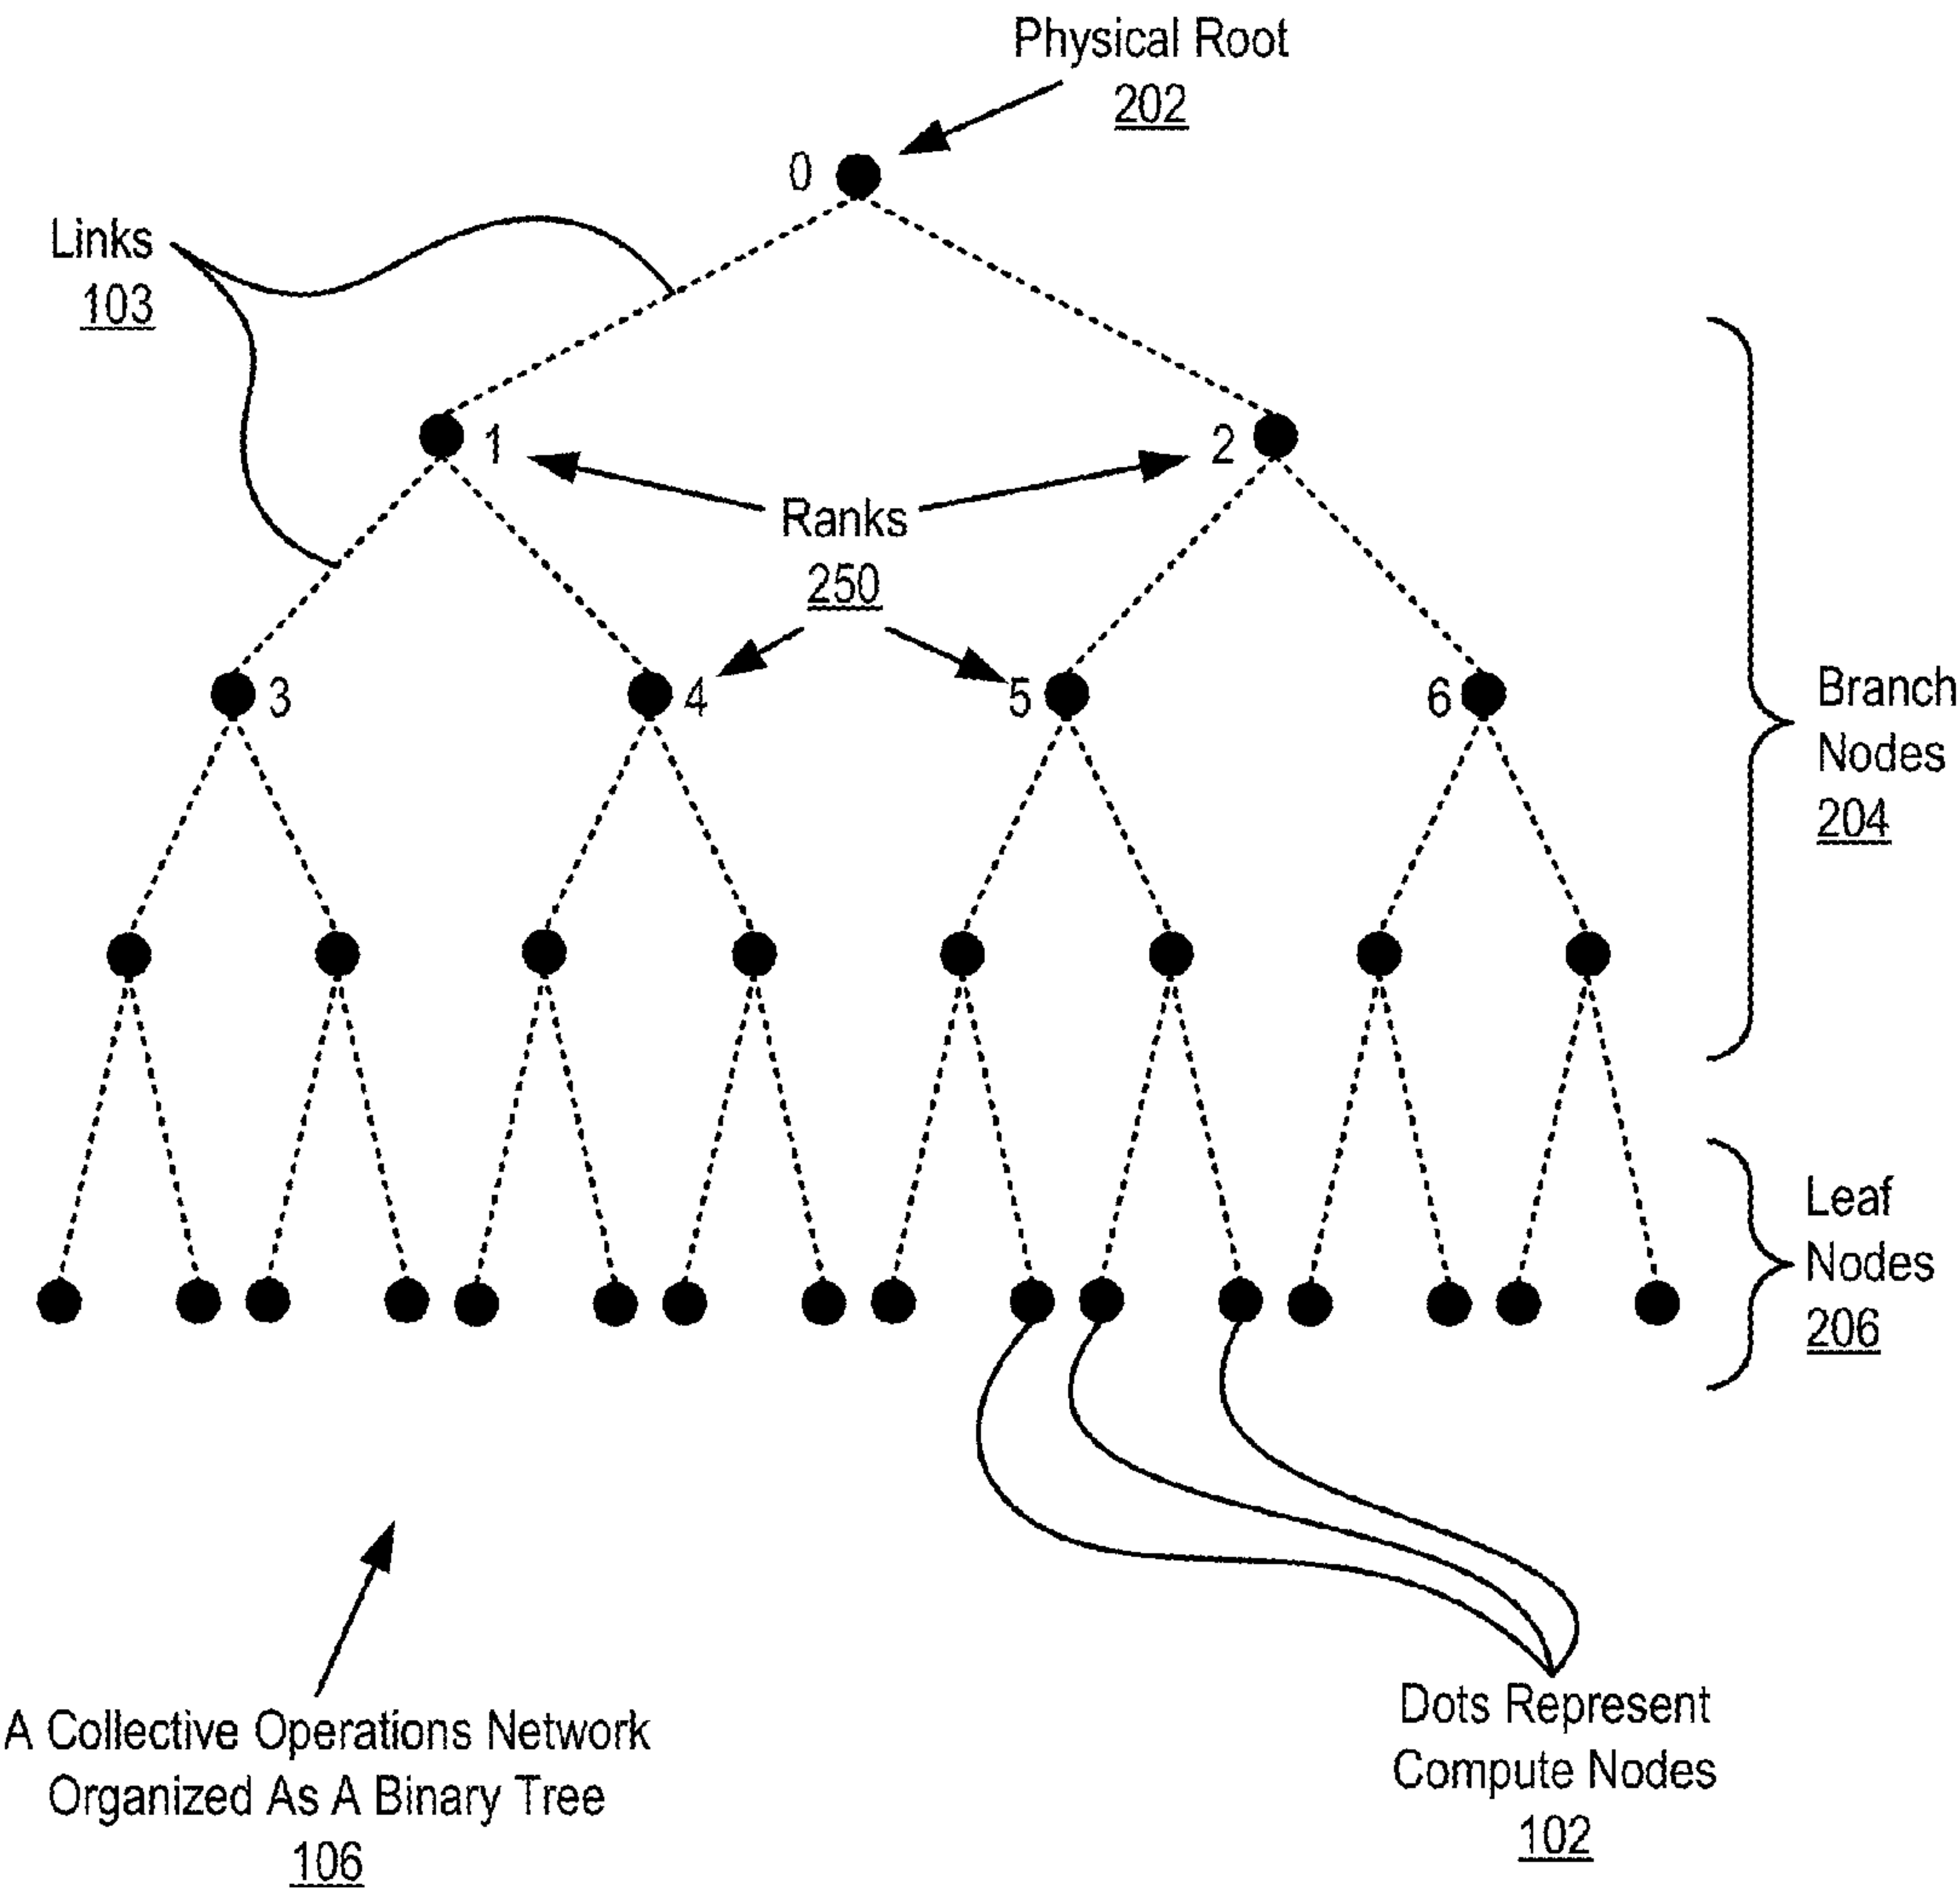 Physical Root
202
0
Links
103
1
2
Ranks
250
3
4
5
6
Branch
Nodes
204
Leaf
Nodes
206
A Collective Operations Network
Organized As A Binary Tree
106
Dots Represent
Compute Nodes
102